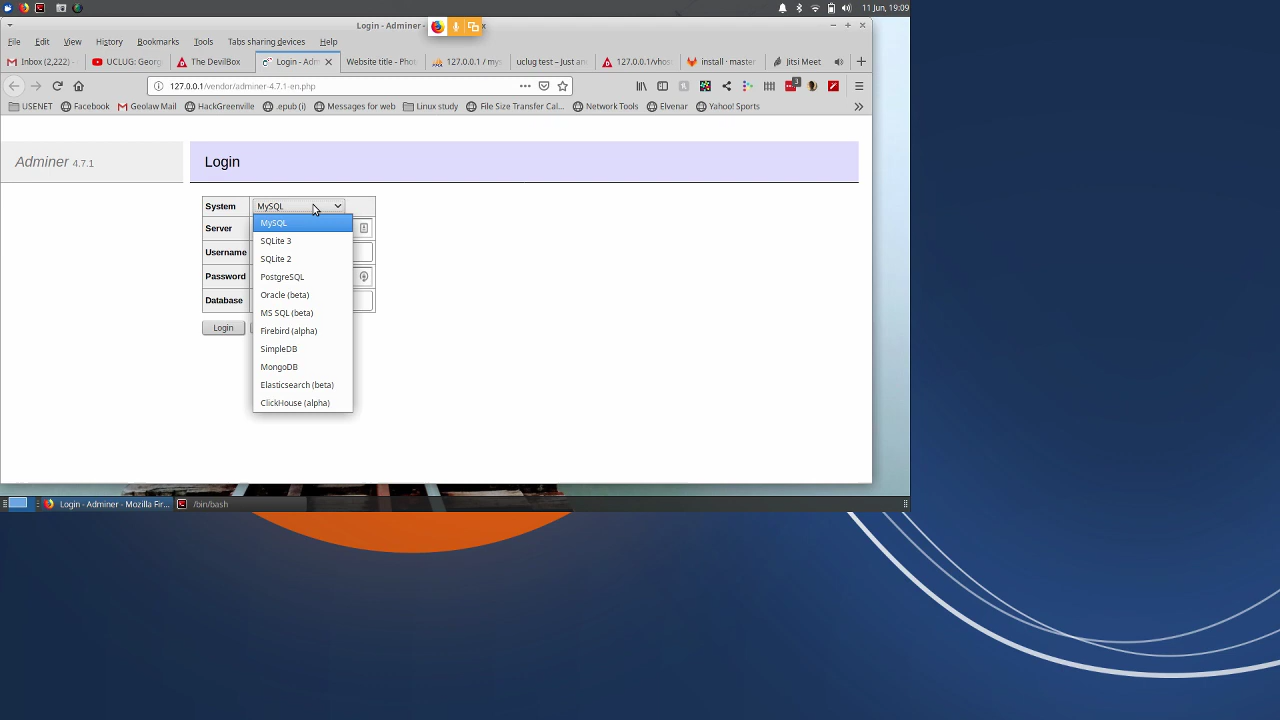 11 Jun, 19:09
Login - Adminer -
File Edit View History Bookmarks Tools Tabs sharing devices Help
Inbox (2,222) UCLUG: Georg The DevilBox Login - Adm Website title - Phot 127.0.0.1 / mys uclug test – Just an 127.0.0.1/vhos install · master Jitsi Meet
127.0.0.1/vendor/adminer-4.7.1-en.php
USENET Facebook Geolaw Mail HackGreenville .epub (i) Messages for web Linux study File Size Transfer Cal... Network Tools Elvenar Yahoo! Sports
Adminer 4.7.1
Login
System MySQL
Server
Username
Password
Database
Login
MySQL
SQLite 3
SQLite 2
PostgreSQL
Oracle (beta)
MS SQL (beta)
Firebird (alpha)
SimpleDB
MongoDB
Elasticsearch (beta)
ClickHouse (alpha)
Login - Adminer - Mozilla Fir... /bin/bash